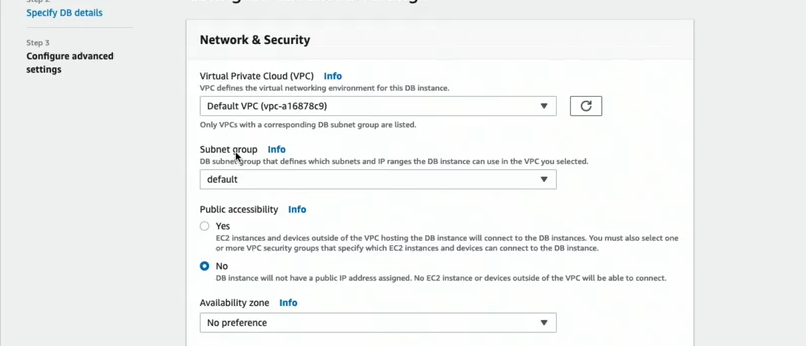 Specify DB details
Step 3
Configure advanced
settings
Network & Security
Virtual Private Cloud (VPC) Info
VPC defines the virtual networking environment for this DB instance.
Default VPC (vpc-a16878c9)
Only VPCs with a corresponding DB subnet group are listed.
Subnet group Info
DB subnet group that defines which subnets and IP ranges the DB instance can use in the VPC you selected.
default
Public accessibility Info
Yes
EC2 instances and devices outside of the VPC hosting the DB instance will connect to the DB instances. You must also select one
or more VPC security groups that specify which EC2 instances and devices can connect to the DB instance.
No
DB instance will not have a public IP address assigned. No EC2 instance or devices outside of the VPC will be able to connect.
Availability zone Info
No preference